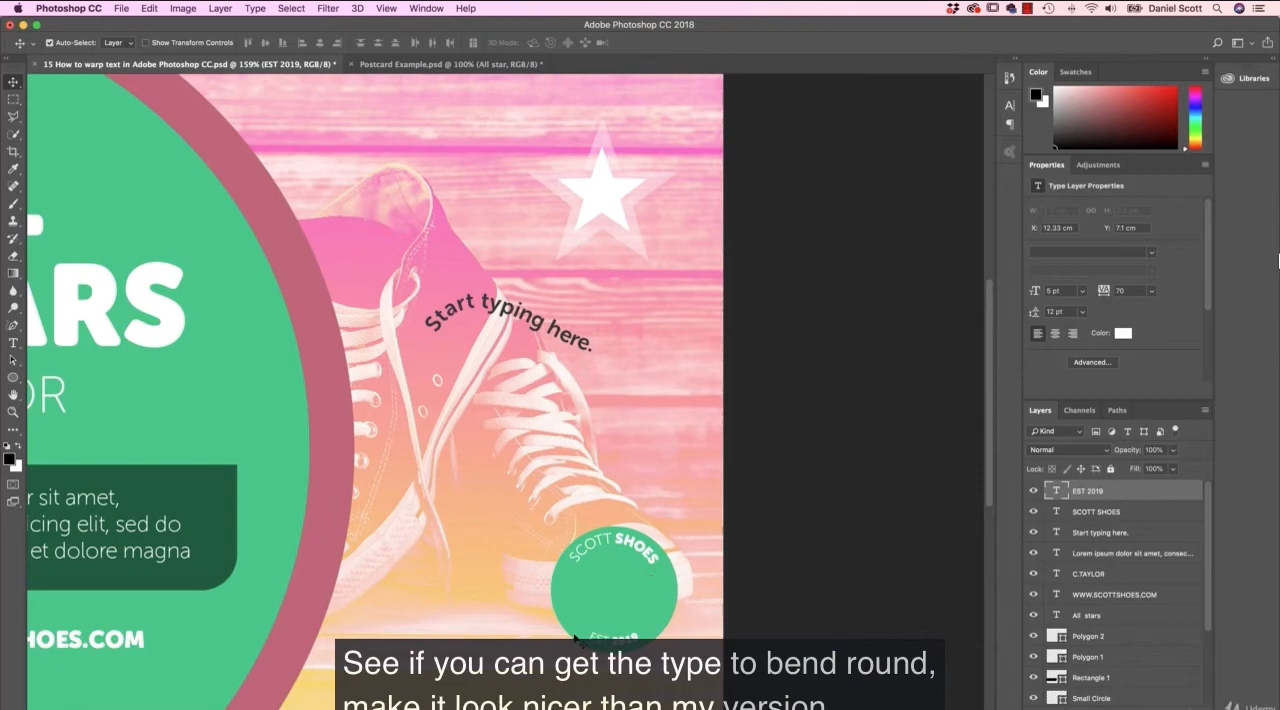 Photoshop CC File Edit Image Layer Type Select Filter 3D View Window Help
Daniel Scott
Adobe Photoshop CC 2018
Auto-Select: Layer Show Transform Controls 3D Mode:
15 How to warp text in Adobe Photoshop CC.psd @ 159% (EST 2019, RGB/8) * Postcard Example.psd @ 100% (All star, RGB/8) *
Color Swatches
Libraries
Properties Adjustments
Type Layer Properties
W: H:
X: 12.33 cm Y: 7.1 cm
5 pt 70
12 pt
Color:
Advanced...
ARS
OR
r sit amet,
cing elit, sed do
et dolore magna
HOES.COM
Start typing here.
SCOTT SHOES
EST 2019
Layers Channels Paths
Kind
Normal Opacity: 100%
Lock: Fill: 100%
EST 2019
SCOTT SHOES
Start typing here.
Lorem ipsum dolor sit amet, consec...
C.TAYLOR
WWW.SCOTTSHOES.COM
All stars
Polygon 2
Polygon 1
Rectangle 1
Small Circle
See if you can get the type to bend round,
make it look nicer than my version
Udemy